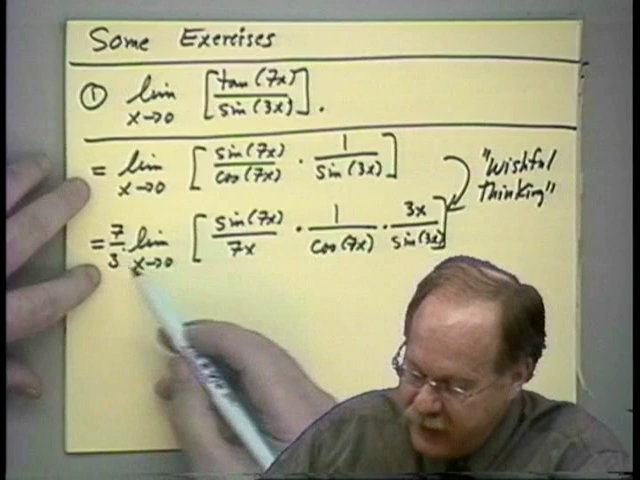 Some Exercises
① lim x→0 [tan(7x)/sin(3x)].
= lim x→0 [sin(7x)/cos(7x) · 1/sin(3x)]
"Wishful Thinking"
= 7/3 · lim x→0 [sin(7x)/7x · 1/cos(7x) · 3x/sin(3x)]